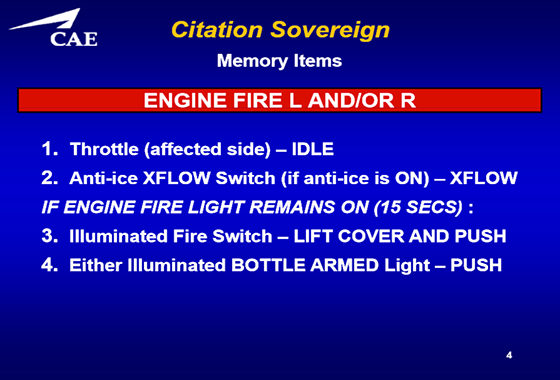 CAE
Citation Sovereign
Memory Items
ENGINE FIRE L AND/OR R
1. Throttle (affected side) – IDLE
2. Anti-ice XFLOW Switch (if anti-ice is ON) – XFLOW
IF ENGINE FIRE LIGHT REMAINS ON (15 SECS) :
3. Illuminated Fire Switch – LIFT COVER AND PUSH
4. Either Illuminated BOTTLE ARMED Light – PUSH
4